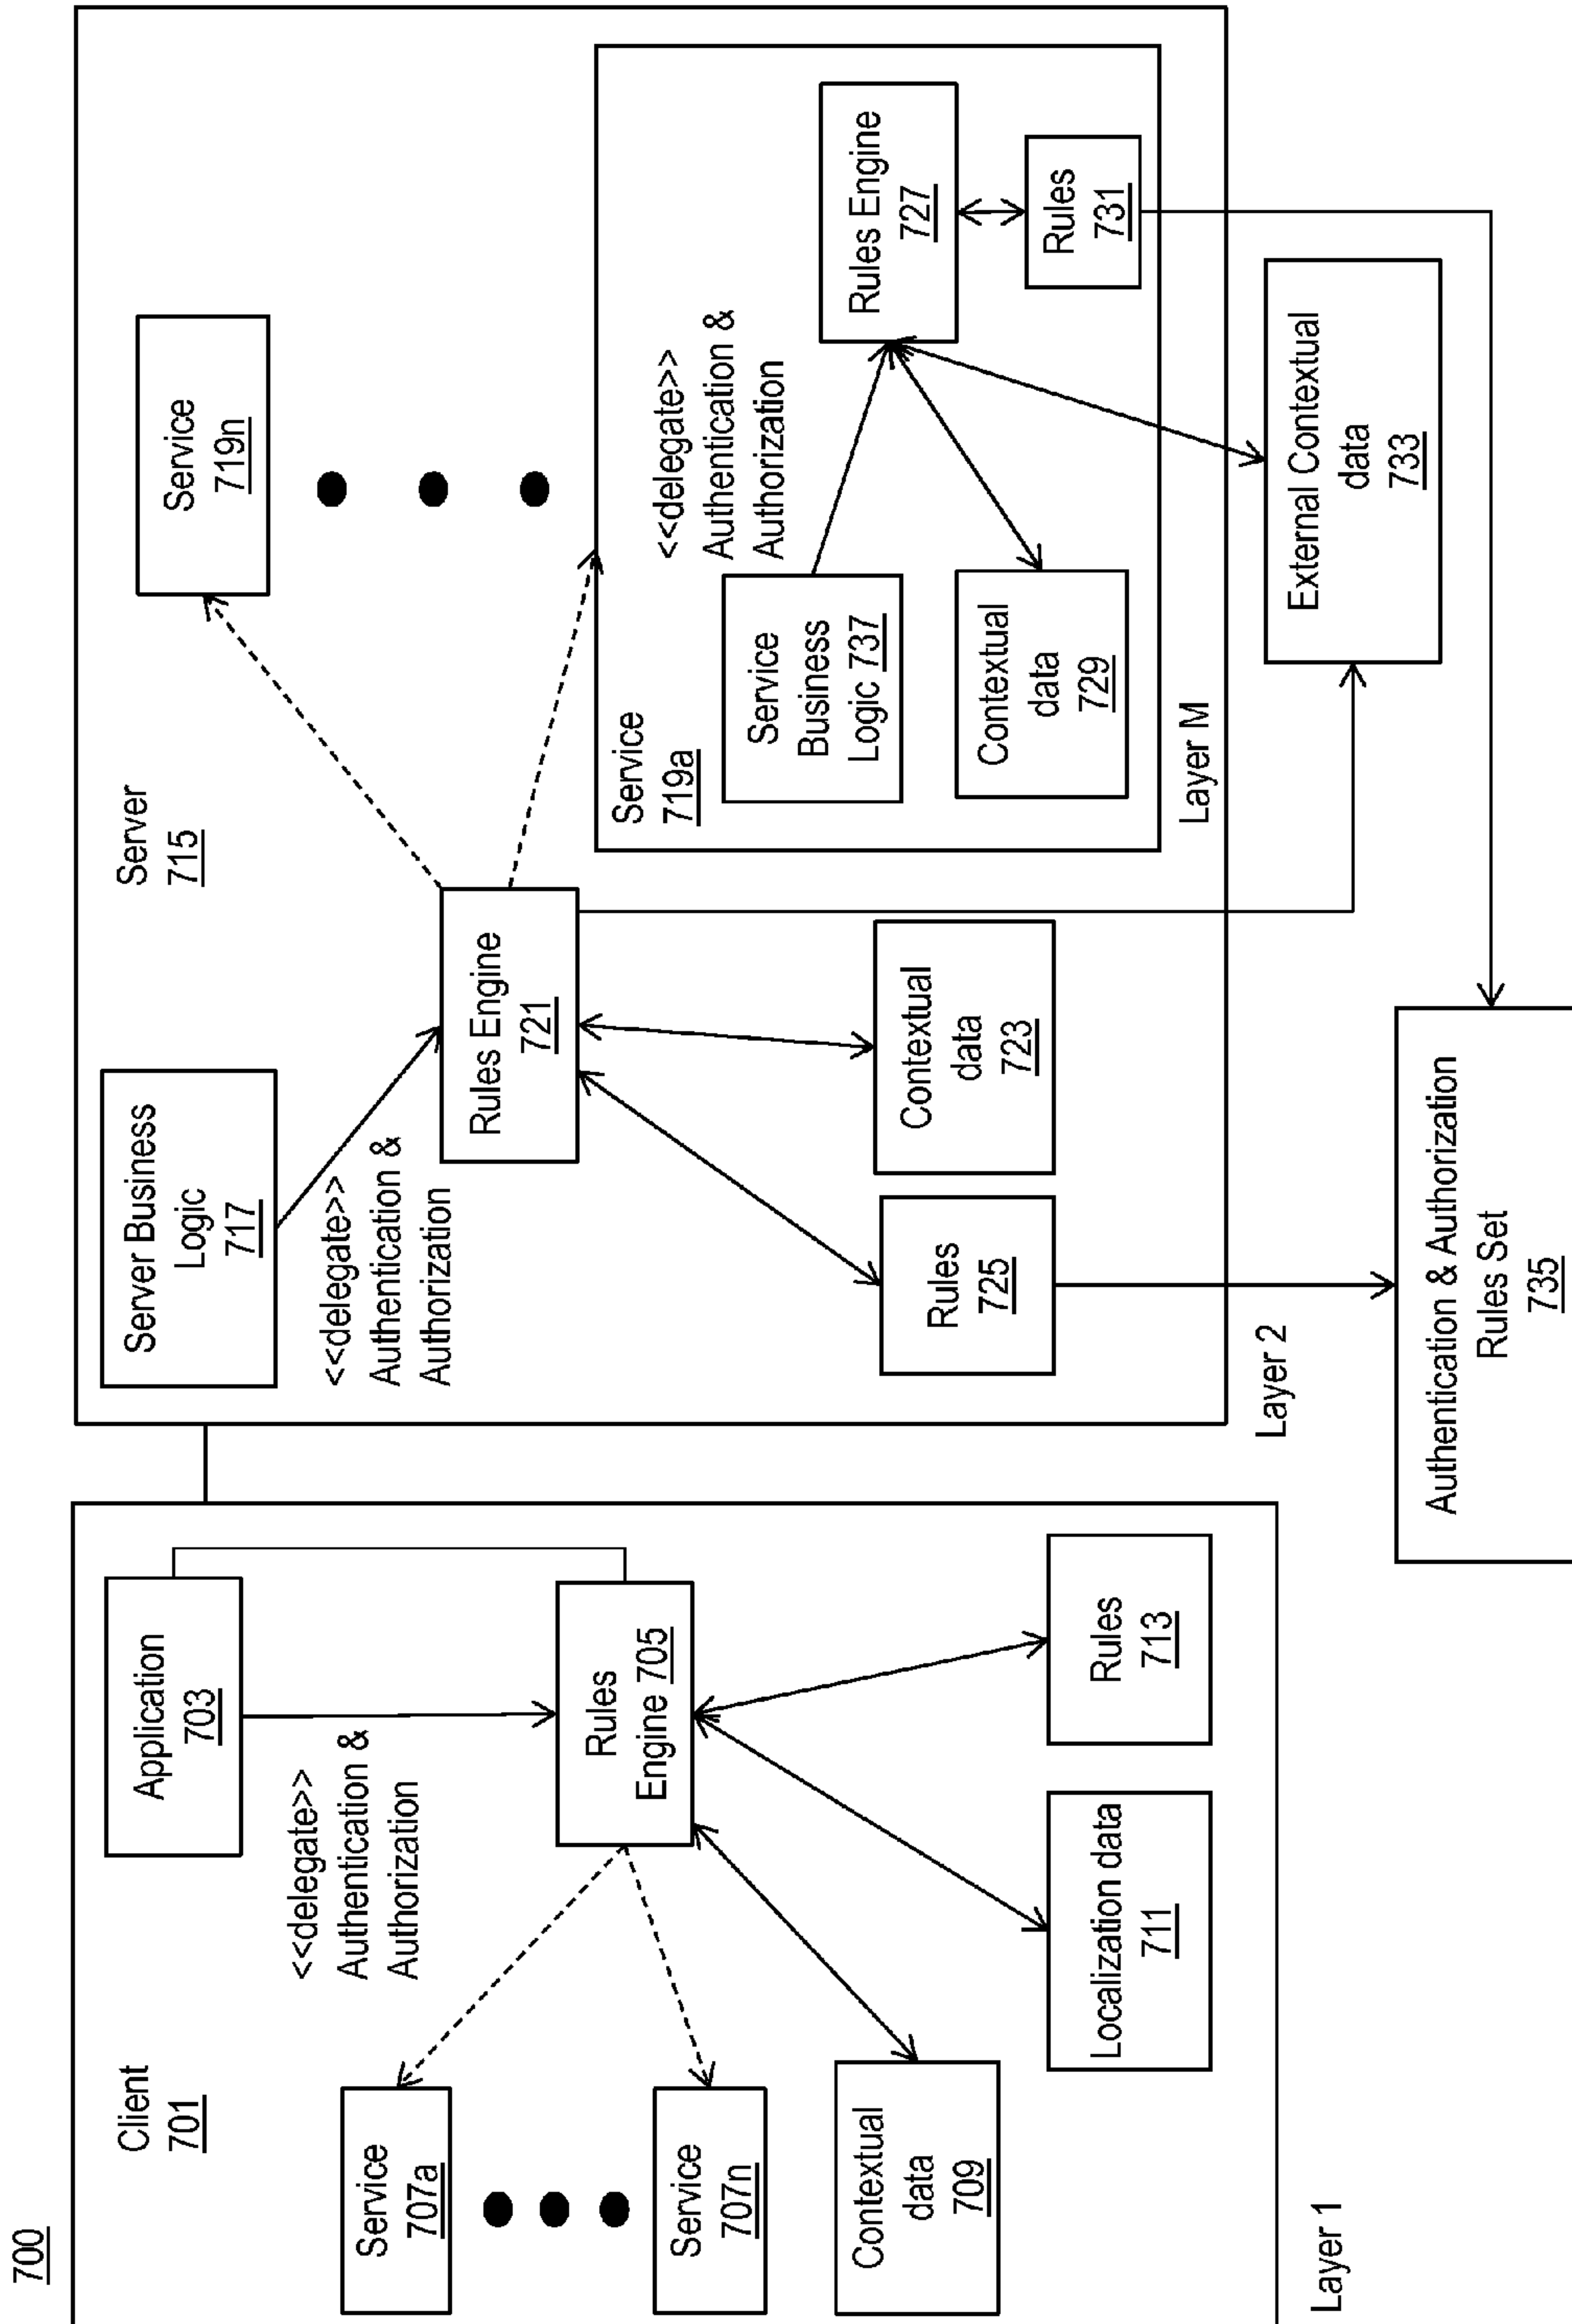 700
Client
701
Application
703
<<delegate>>
Authentication &
Authorization
Service
707a
Service
707n
Rules
Engine 705
Contextual
data
709
Localization data
711
Rules
713
Layer 1
Server
715
Server Business
Logic
717
<<delegate>>
Authentication &
Authorization
Rules Engine
721
Rules
725
Contextual
data
723
Service
719n
Service
719a
<<delegate>>
Authentication &
Authorization
Service
Business
Logic 737
Rules Engine
727
Contextual
data
729
Rules
731
Layer M
Layer 2
External Contextual
data
733
Authentication & Authorization
Rules Set
735